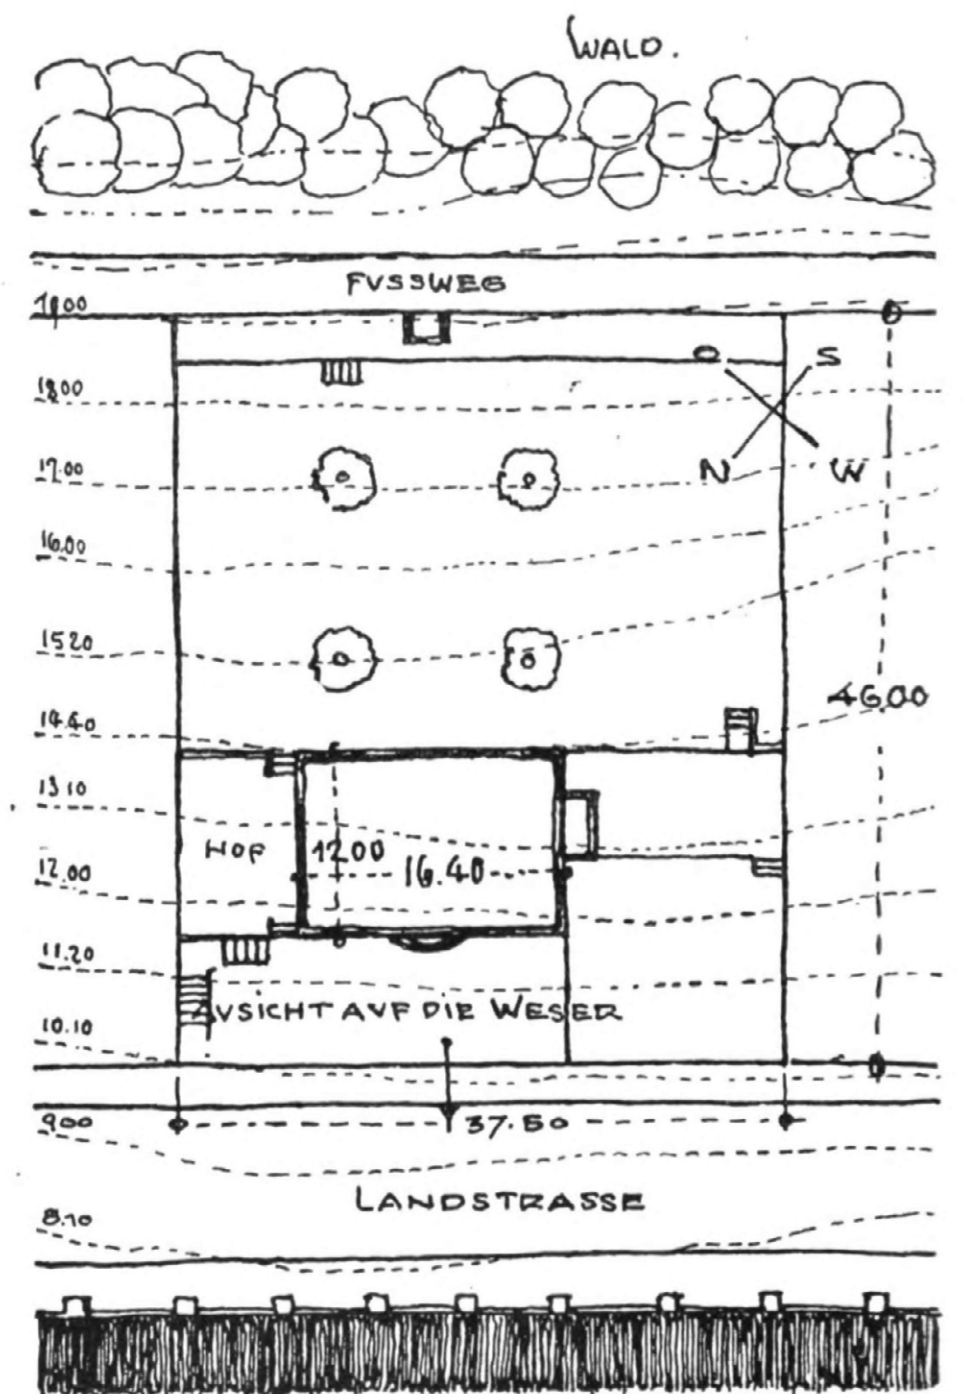 WALD.
FVSSWEG
19.00
O S
18.00
17.00
N W
16.00
15.20
46.00
14.40
13.10
HOF 12.00
16.40
12.00
11.20
AVSICHT AVF DIE WESER
10.10
9.00
37.50
LANDSTRASSE
8.10